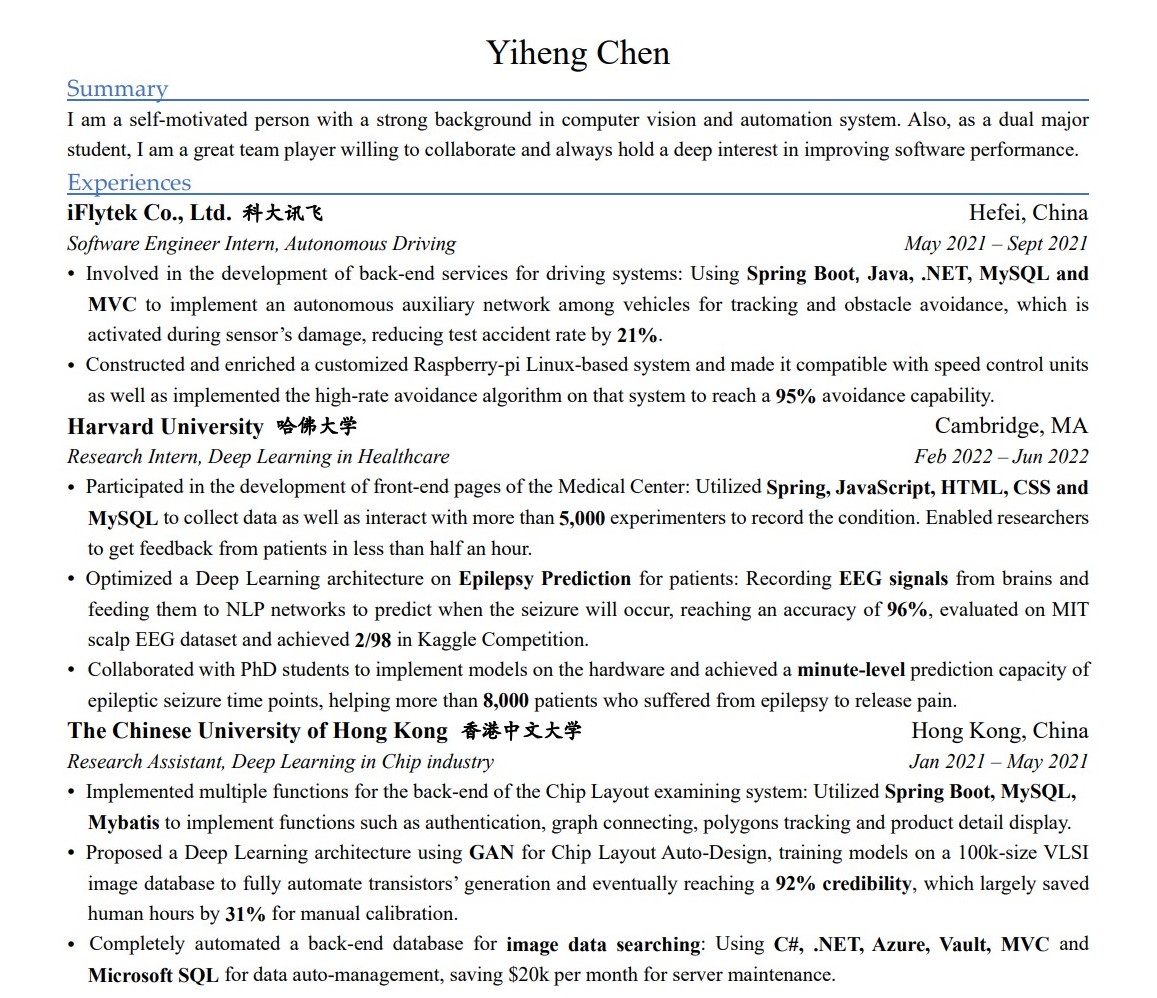 Yiheng Chen
Summary
I am a self-motivated person with a strong background in computer vision and automation system. Also, as a dual major
student, I am a great team player willing to collaborate and always hold a deep interest in improving software performance.
Experiences
iFlytek Co., Ltd. 科大讯飞 Hefei, China
Software Engineer Intern, Autonomous Driving May 2021 – Sept 2021
• Involved in the development of back-end services for driving systems: Using Spring Boot, Java, .NET, MySQL and
MVC to implement an autonomous auxiliary network among vehicles for tracking and obstacle avoidance, which is
activated during sensor’s damage, reducing test accident rate by 21%.
• Constructed and enriched a customized Raspberry-pi Linux-based system and made it compatible with speed control units
as well as implemented the high-rate avoidance algorithm on that system to reach a 95% avoidance capability.
Harvard University 哈佛大学 Cambridge, MA
Research Intern, Deep Learning in Healthcare Feb 2022 – Jun 2022
• Participated in the development of front-end pages of the Medical Center: Utilized Spring, JavaScript, HTML, CSS and
MySQL to collect data as well as interact with more than 5,000 experimenters to record the condition. Enabled researchers
to get feedback from patients in less than half an hour.
• Optimized a Deep Learning architecture on Epilepsy Prediction for patients: Recording EEG signals from brains and
feeding them to NLP networks to predict when the seizure will occur, reaching an accuracy of 96%, evaluated on MIT
scalp EEG dataset and achieved 2/98 in Kaggle Competition.
• Collaborated with PhD students to implement models on the hardware and achieved a minute-level prediction capacity of
epileptic seizure time points, helping more than 8,000 patients who suffered from epilepsy to release pain.
The Chinese University of Hong Kong 香港中文大学 Hong Kong, China
Research Assistant, Deep Learning in Chip industry Jan 2021 – May 2021
• Implemented multiple functions for the back-end of the Chip Layout examining system: Utilized Spring Boot, MySQL,
Mybatis to implement functions such as authentication, graph connecting, polygons tracking and product detail display.
• Proposed a Deep Learning architecture using GAN for Chip Layout Auto-Design, training models on a 100k-size VLSI
image database to fully automate transistors’ generation and eventually reaching a 92% credibility, which largely saved
human hours by 31% for manual calibration.
• Completely automated a back-end database for image data searching: Using C#, .NET, Azure, Vault, MVC and
Microsoft SQL for data auto-management, saving $20k per month for server maintenance.